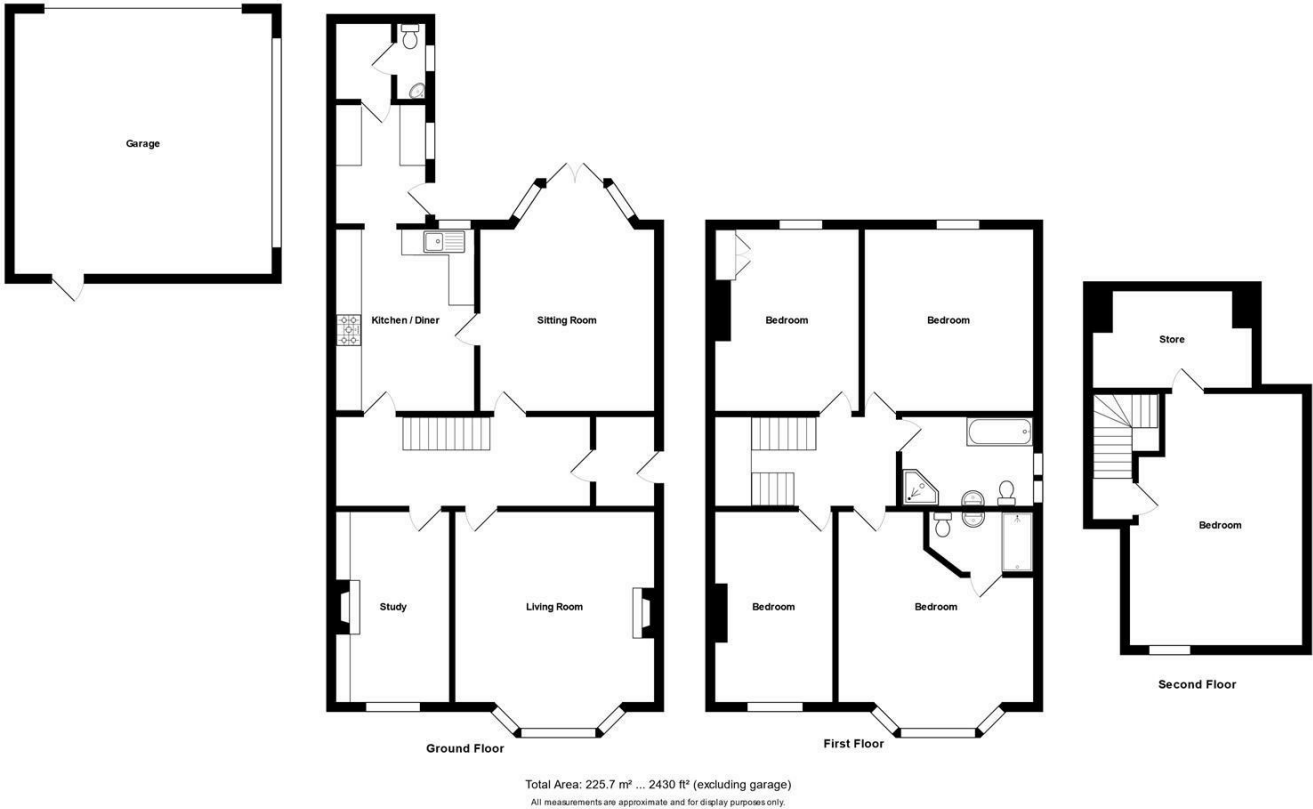 Garage
Kitchen / Diner
Sitting Room
Study
Living Room
Ground Floor
Bedroom
Bedroom
Bedroom
Bedroom
First Floor
Store
Bedroom
Second Floor
Total Area: 225.7 m² ... 2430 ft² (excluding garage)
All measurements are approximate and for display purposes only.